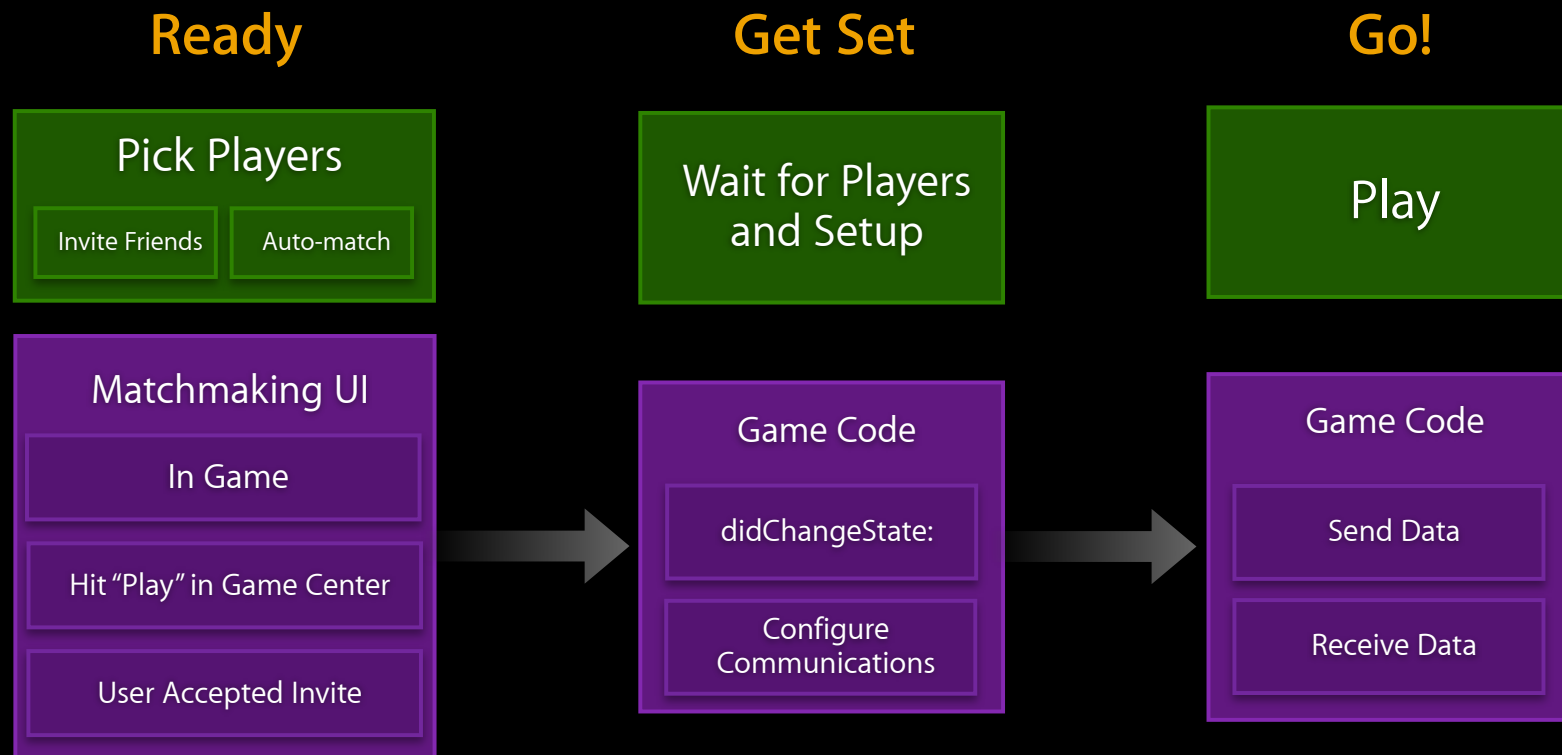 Ready
Get Set
Go!
Pick Players
Invite Friends
Auto-match
Wait for Players
and Setup
Play
Matchmaking UI
In Game
Hit “Play” in Game Center
User Accepted Invite
Game Code
didChangeState:
Configure
Communications
Game Code
Send Data
Receive Data